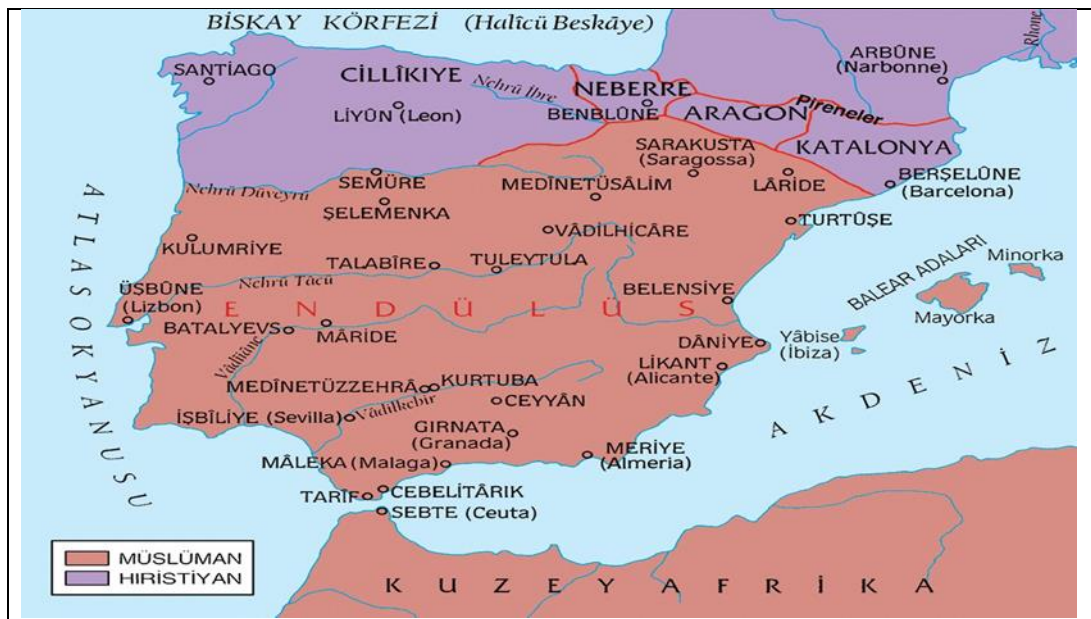 BİSKAY KÖRFEZİ (Halîcü Beskâye)
Rhone
SANTİAGO
CİLLÎKIYE
Nehrü İbre
NEBERRE
ARBÛNE
(Narbonne)
LİYÛN (Leon)
BENBLÛNE
ARAGON
Pireneler
KATALONYA
SARAKUSTA
(Saragossa)
SEMÛRE
MEDÎNETÜSÂLİM
LÂRİDE
BERŞELÛNE
(Barcelona)
Nehrü Düveyrü
ŞELEMENKA
TURTÛŞE
KULUMRİYE
VÂDİLHİCÂRE
TALABÎRE
TULEYTULA
Nehrü Tâcü
BALEAR ADALARI
Minorka
Mayorka
ATLAS OKYANUSU
ÜŞBÛNE
(Lizbon)
ENDÜLÜS
BELENSİYE
BATALYEVS
MÂRİDE
DÂNİYE
Yâbise
(İbiza)
LİKANT
(Alicante)
MEDÎNETÜZZEHRÂ
KURTUBA
CEYYÂN
Vâdilkebîr
İŞBÎLİYE (Sevilla)
GIRNATA
(Granada)
AKDENİZ
MERİYE
(Almeria)
MÂLEKA (Malaga)
TARÎF
CEBELİTÂRIK
SEBTE (Ceuta)
MÜSLÜMAN
HIRİSTİYAN
KUZEY AFRİKA